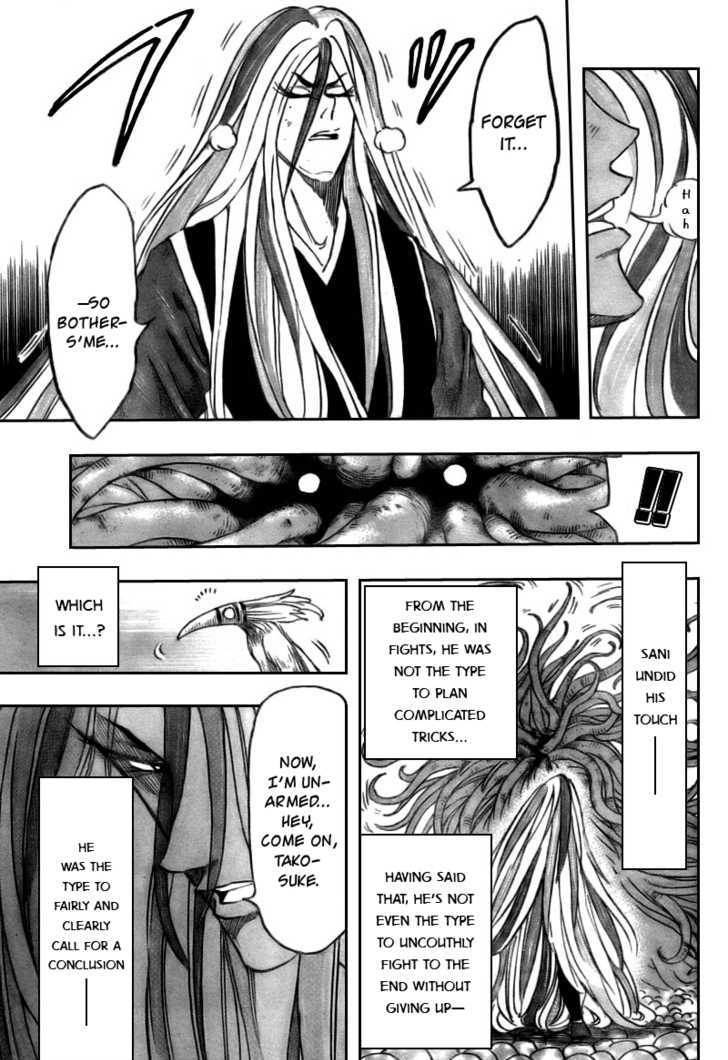 Hah
FORGET
IT...
—SO
BOTHER-
S'ME...
!!
SANI
UNDID
HIS
TOUCH
—
FROM THE
BEGINNING, IN
FIGHTS, HE WAS
NOT THE TYPE
TO PLAN
COMPLICATED
TRICKS...
HAVING SAID
THAT, HE'S NOT
EVEN THE TYPE
TO UNCOUTHLY
FIGHT TO THE
END WITHOUT
GIVING UP—
WHICH
IS IT...?
NOW,
I'M UN-
ARMED...
HEY,
COME ON,
TAKO-
SUKE.
HE
WAS THE
TYPE TO
FAIRLY AND
CLEARLY
CALL FOR A
CONCLUSION
—